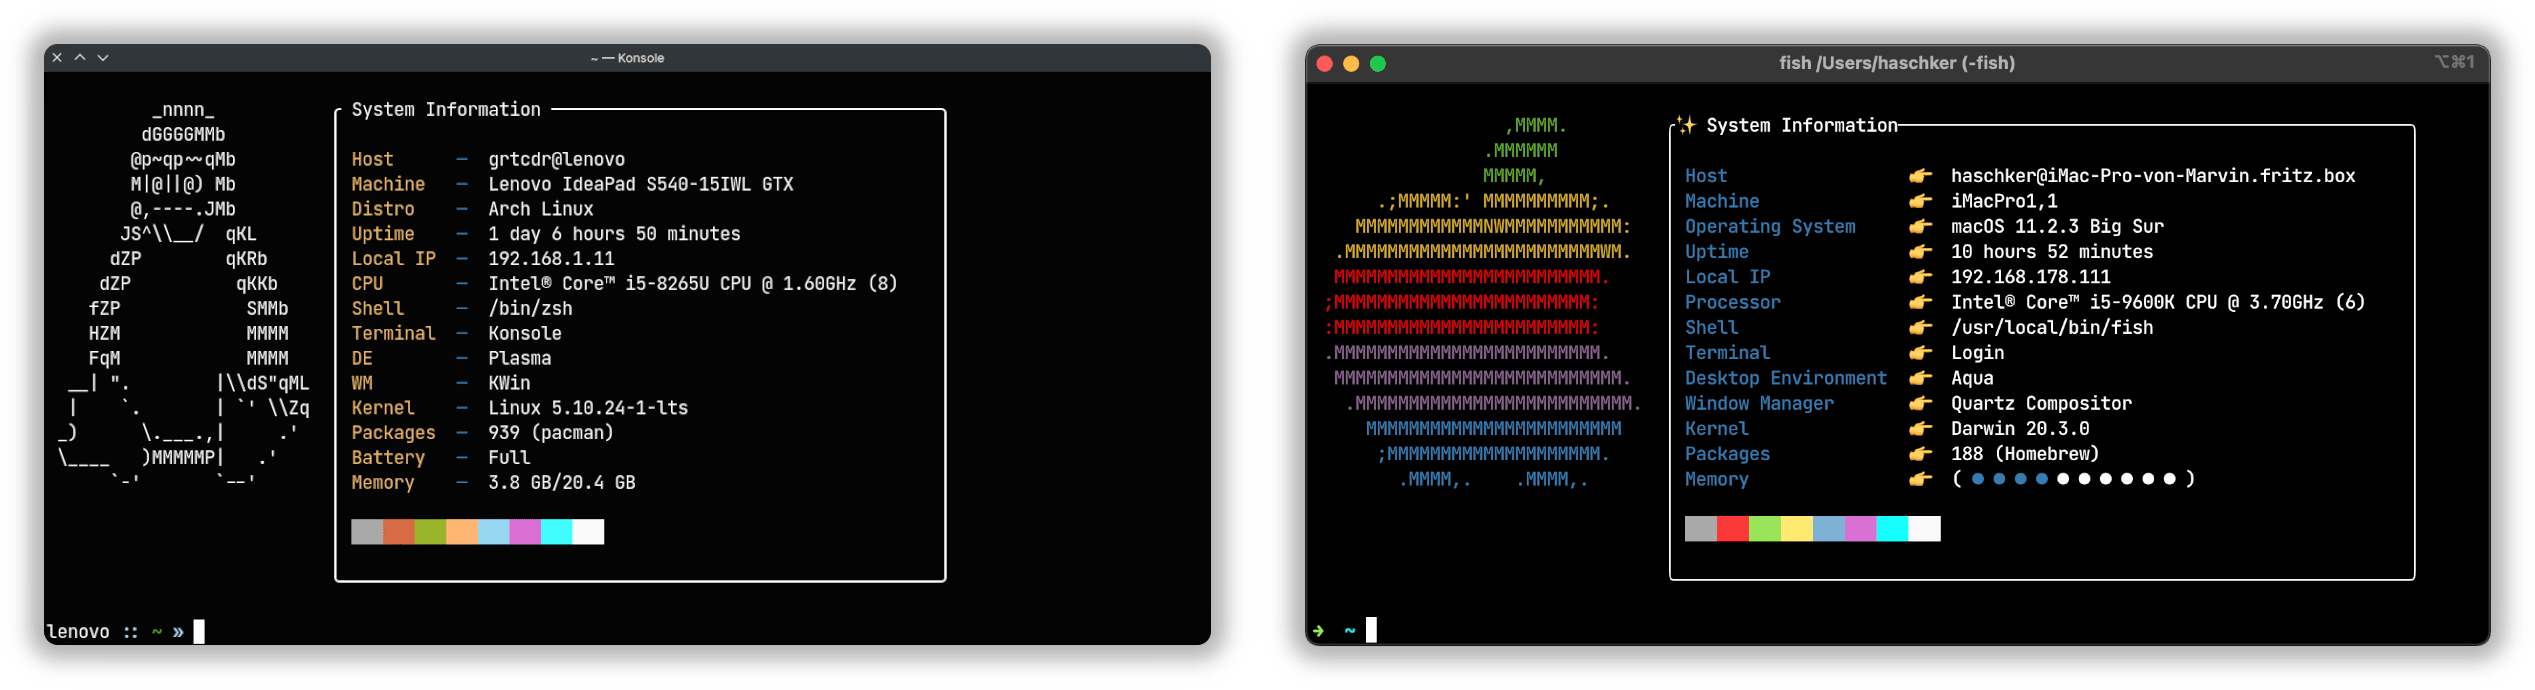 ~ — Konsole
         _nnnn_
        dGGGGMMb
       @p~qp~~qMb
       M|@||@) Mb
       @,----.JMb
      JS^\\__/  qKL
     dZP        qKRb
    dZP          qKKb
   fZP            SMMb
   HZM            MMMM
   FqM            MMMM
 __| ".        |\\dS"qML
 |    `.       | `' \\Zq
_)      \.___.,|     .'
\____   )MMMMMP|   .'
     `-'       `--'
System Information
Host – grtcdr@lenovo
Machine – Lenovo IdeaPad S540-15IWL GTX
Distro – Arch Linux
Uptime – 1 day 6 hours 50 minutes
Local IP – 192.168.1.11
CPU – Intel® Core™ i5-8265U CPU @ 1.60GHz (8)
Shell – /bin/zsh
Terminal – Konsole
DE – Plasma
WM – KWin
Kernel – Linux 5.10.24-1-lts
Packages – 939 (pacman)
Battery – Full
Memory – 3.8 GB/20.4 GB
lenovo :: ~ »
fish /Users/haschker (-fish)
⌥⌘1
                 ,MMMM.
               .MMMMMM
               MMMMM,
     .;MMMMM:' MMMMMMMMMM;.
   MMMMMMMMMMMMNWMMMMMMMMMMM:
 .MMMMMMMMMMMMMMMMMMMMMMMMWM.
 MMMMMMMMMMMMMMMMMMMMMMMMM.
;MMMMMMMMMMMMMMMMMMMMMMMM:
:MMMMMMMMMMMMMMMMMMMMMMMM:
.MMMMMMMMMMMMMMMMMMMMMMMMM.
 MMMMMMMMMMMMMMMMMMMMMMMMMMM.
  .MMMMMMMMMMMMMMMMMMMMMMMMMM.
    MMMMMMMMMMMMMMMMMMMMMMMM
     ;MMMMMMMMMMMMMMMMMMMM.
       .MMMM,.    .MMMM,.
✨ System Information
Host 👉 haschker@iMac-Pro-von-Marvin.fritz.box
Machine 👉 iMacPro1,1
Operating System 👉 macOS 11.2.3 Big Sur
Uptime 👉 10 hours 52 minutes
Local IP 👉 192.168.178.111
Processor 👉 Intel® Core™ i5-9600K CPU @ 3.70GHz (6)
Shell 👉 /usr/local/bin/fish
Terminal 👉 Login
Desktop Environment 👉 Aqua
Window Manager 👉 Quartz Compositor
Kernel 👉 Darwin 20.3.0
Packages 👉 188 (Homebrew)
Memory 👉 ( ● ● ● ● ● ● ● ● ● ● )
➜ ~